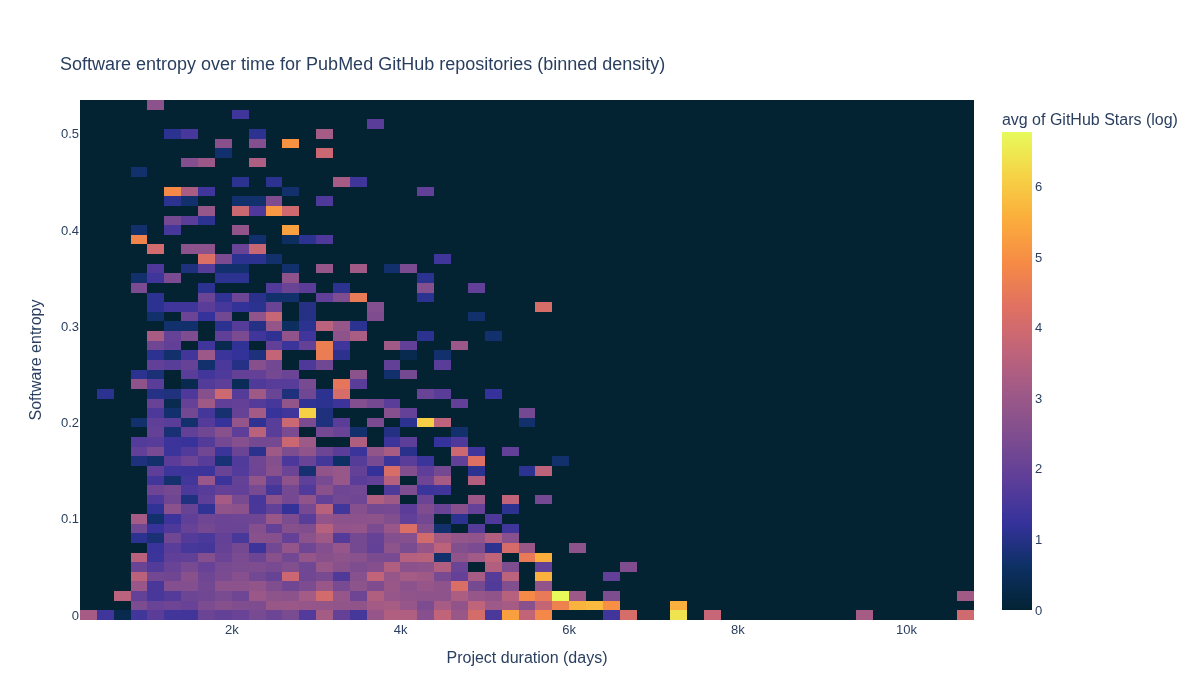 Software entropy over time for PubMed GitHub repositories (binned density)
avg of GitHub Stars (log)
6
5
4
3
2
1
0
Software entropy
0.5
0.4
0.3
0.2
0.1
0
2k
4k
6k
8k
10k
Project duration (days)